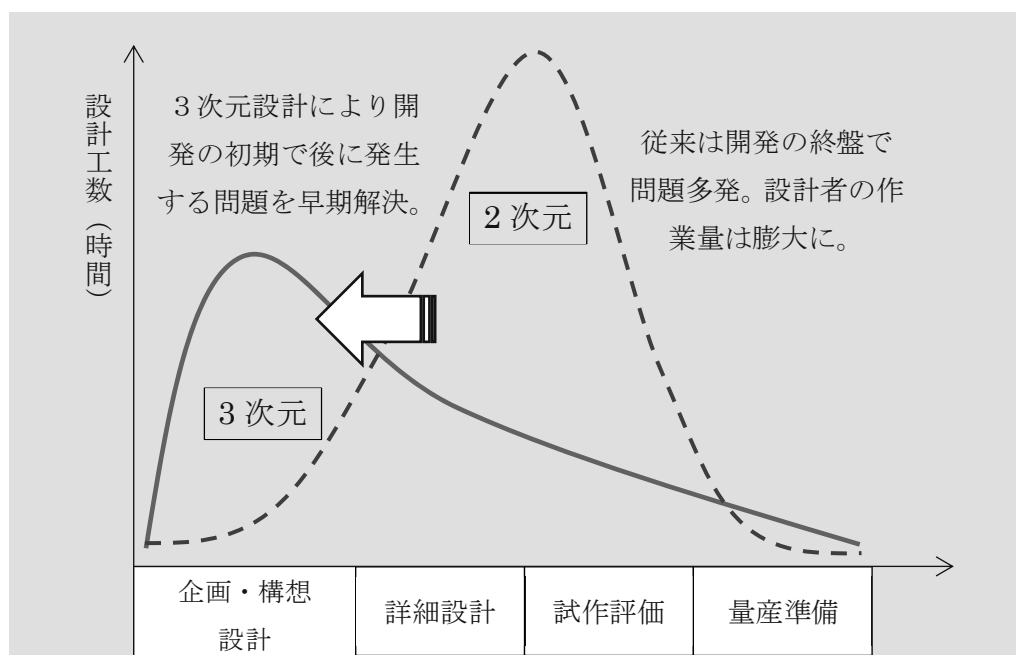 設計工数(時間)
３次元設計により開
発の初期で後に発生
する問題を早期解決。
従来は開発の終盤で
問題多発。設計者の作
業量は膨大に。
２次元
３次元
企画・構想
設計
詳細設計
試作評価
量産準備